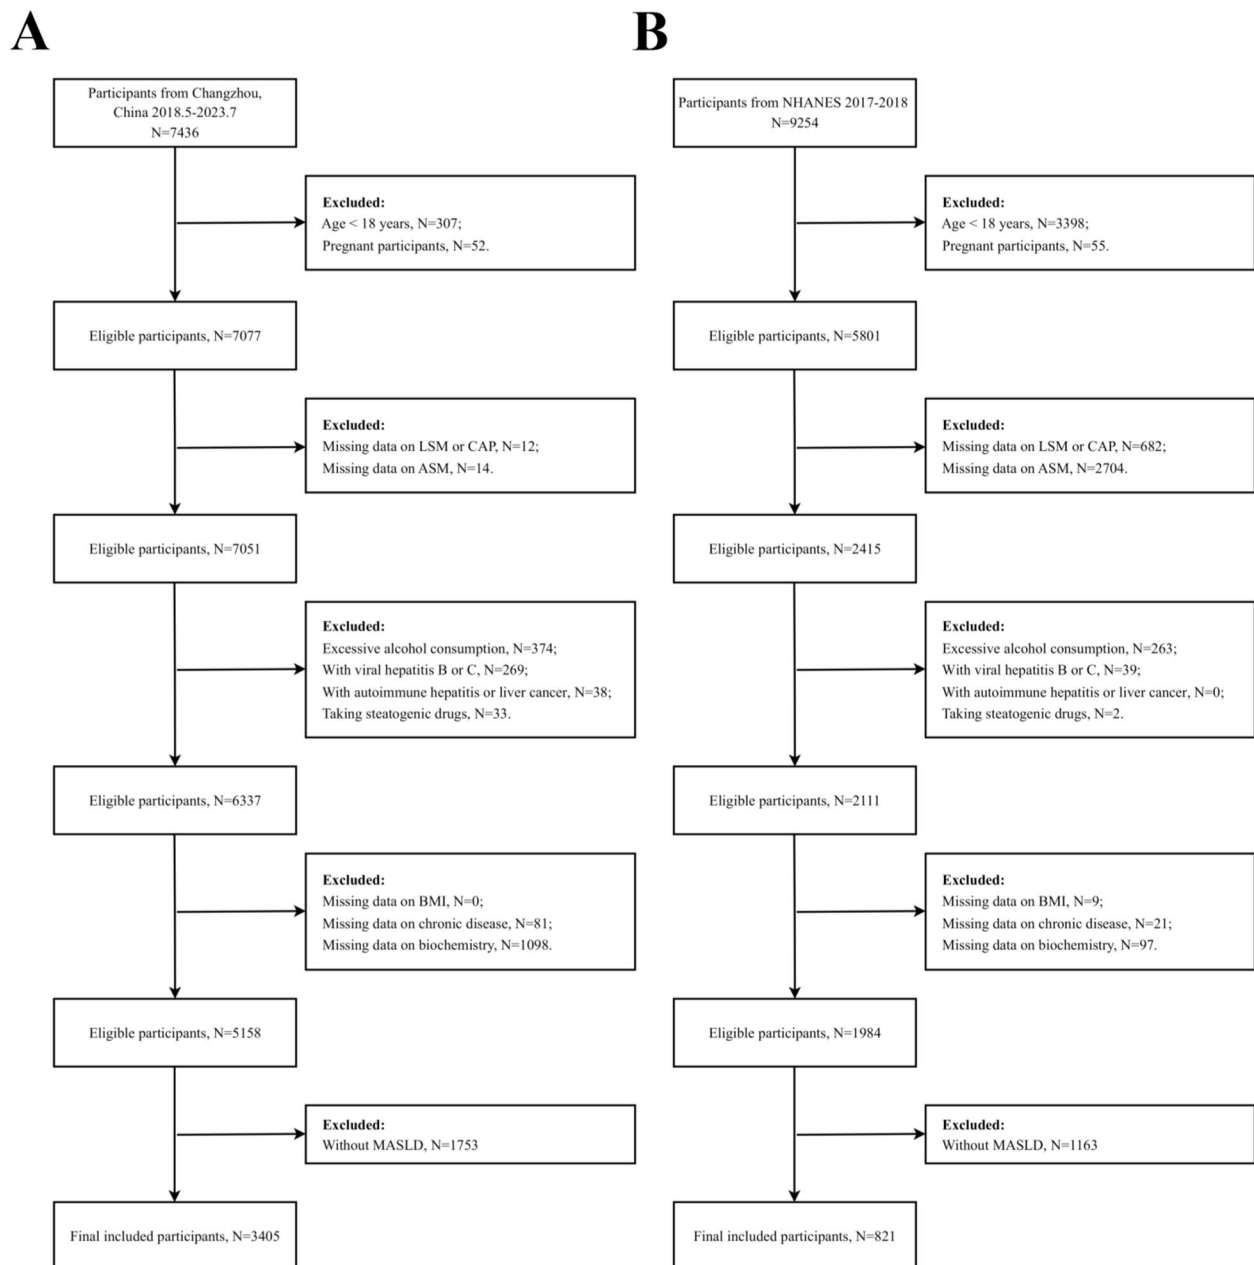 A
Participants from Changzhou,
China 2018.5-2023.7
N=7436
Excluded:
Age < 18 years, N=307;
Pregnant participants, N=52.
Eligible participants, N=7077
Excluded:
Missing data on LSM or CAP, N=12;
Missing data on ASM, N=14.
Eligible participants, N=7051
Excluded:
Excessive alcohol consumption, N=374;
With viral hepatitis B or C, N=269;
With autoimmune hepatitis or liver cancer, N=38;
Taking steatogenic drugs, N=33.
Eligible participants, N=6337
Excluded:
Missing data on BMI, N=0;
Missing data on chronic disease, N=81;
Missing data on biochemistry, N=1098.
Eligible participants, N=5158
Excluded:
Without MASLD, N=1753
Final included participants, N=3405
B
Participants from NHANES 2017-2018
N=9254
Excluded:
Age < 18 years, N=3398;
Pregnant participants, N=55.
Eligible participants, N=5801
Excluded:
Missing data on LSM or CAP, N=682;
Missing data on ASM, N=2704.
Eligible participants, N=2415
Excluded:
Excessive alcohol consumption, N=263;
With viral hepatitis B or C, N=39;
With autoimmune hepatitis or liver cancer, N=0;
Taking steatogenic drugs, N=2.
Eligible participants, N=2111
Excluded:
Missing data on BMI, N=9;
Missing data on chronic disease, N=21;
Missing data on biochemistry, N=97.
Eligible participants, N=1984
Excluded:
Without MASLD, N=1163
Final included participants, N=821